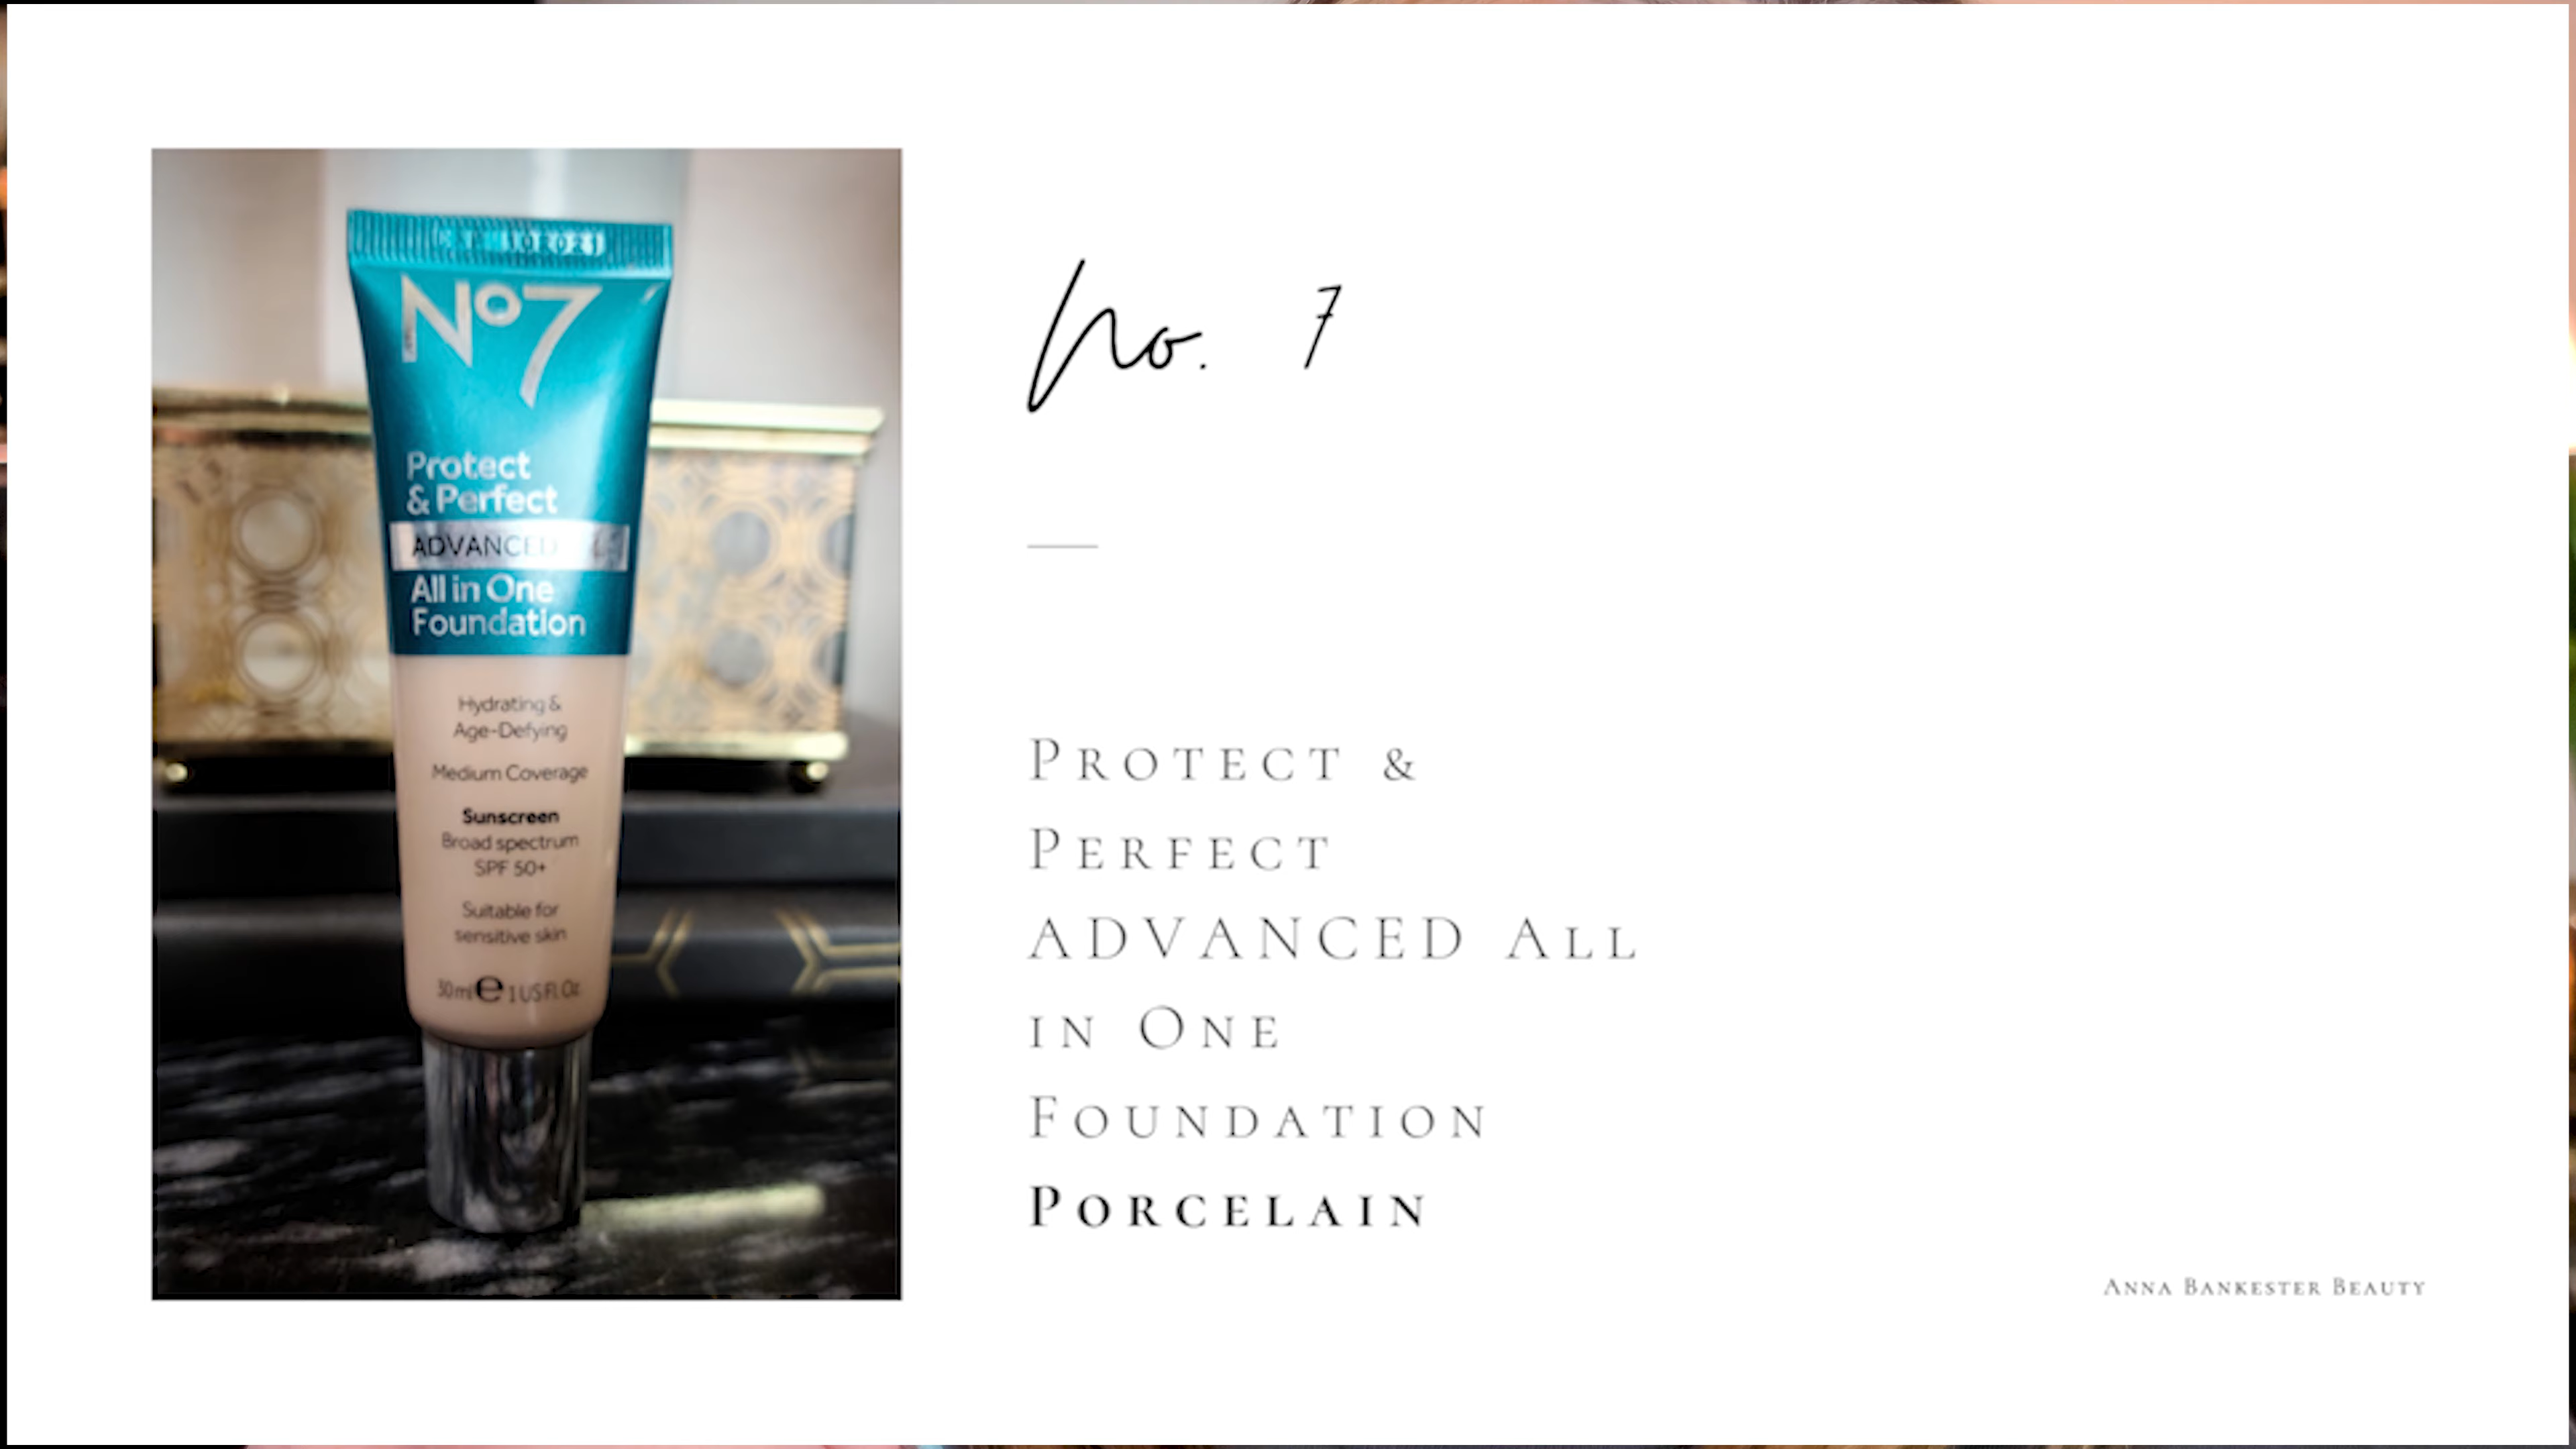 No7
Protect
& Perfect
ADVANCED
All in One
Foundation
Hydrating &
Age-Defying
Medium Coverage
Sunscreen
Broad spectrum
SPF 50+
Suitable for
sensitive skin
30ml e 1 US Fl. Oz
No. 7
Protect &
Perfect
ADVANCED All
in One
Foundation
Porcelain
Anna Bankester Beauty